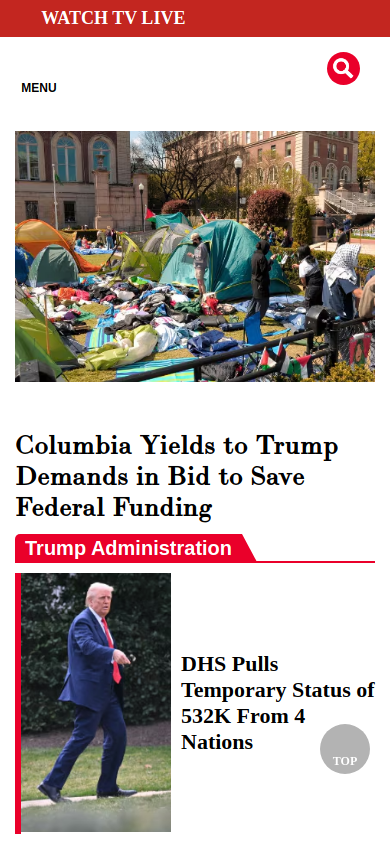 WATCH TV LIVE
MENU
Columbia Yields to Trump
Demands in Bid to Save
Federal Funding
Trump Administration
DHS Pulls
Temporary Status of
532K From 4
Nations
TOP